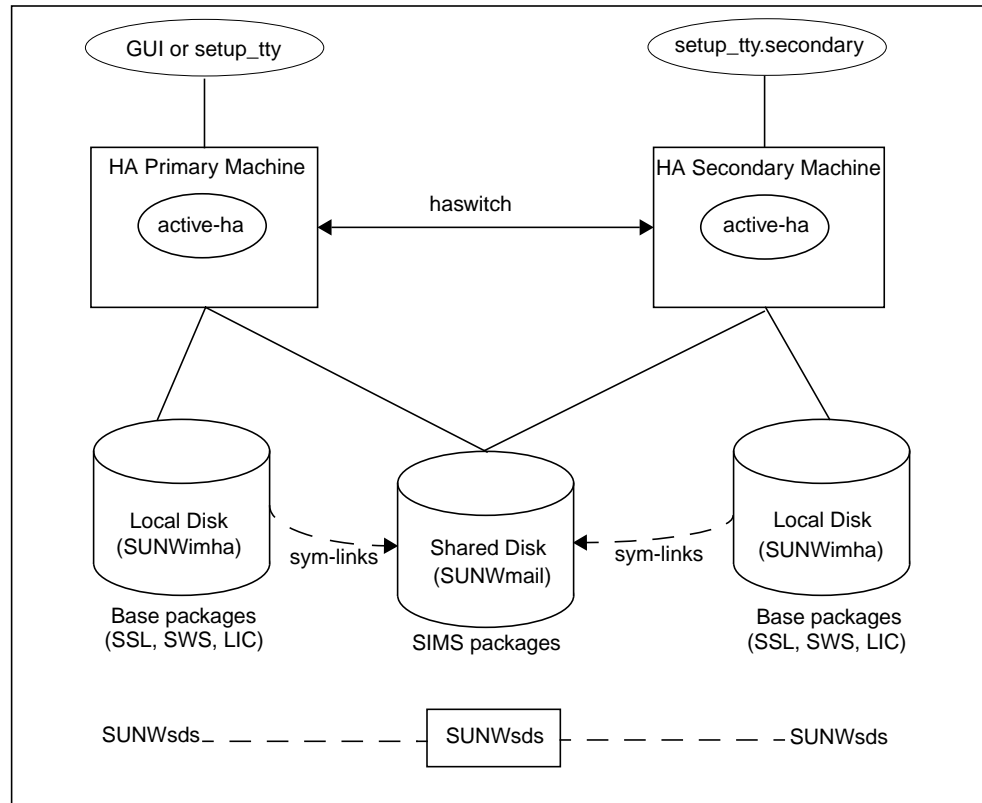 GUI or setup_tty
setup_tty.secondary
HA Primary Machine
HA Secondary Machine
active-ha
haswitch
active-ha
Local Disk
(SUNWimha)
sym-links
Shared Disk
(SUNWmail)
sym-links
Local Disk
(SUNWimha)
Base packages
(SSL, SWS, LIC)
SIMS packages
Base packages
(SSL, SWS, LIC)
SUNWsds
SUNWsds
SUNWsds